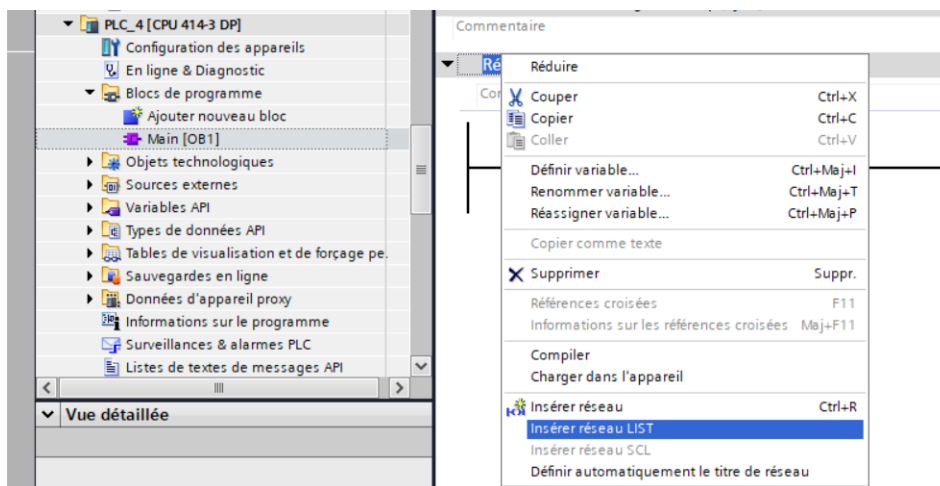 PLC_4 [CPU 414-3 DP]
Configuration des appareils
En ligne & Diagnostic
Blocs de programme
Ajouter nouveau bloc
Main [OB1]
Objets technologiques
Sources externes
Variables API
Types de données API
Tables de visualisation et de forçage pe.
Sauvegardes en ligne
Données d'appareil proxy
Informations sur le programme
Surveillances & alarmes PLC
Listes de textes de messages API
Vue détaillée
Commentaire
Ré
Co
Réduire
Couper Ctrl+X
Copier Ctrl+C
Coller Ctrl+V
Définir variable... Ctrl+Maj+I
Renommer variable... Ctrl+Maj+T
Réassigner variable... Ctrl+Maj+P
Copier comme texte
Supprimer Suppr.
Références croisées F11
Informations sur les références croisées Maj+F11
Compiler
Charger dans l'appareil
Insérer réseau Ctrl+R
Insérer réseau LIST
Insérer réseau SCL
Définir automatiquement le titre de réseau